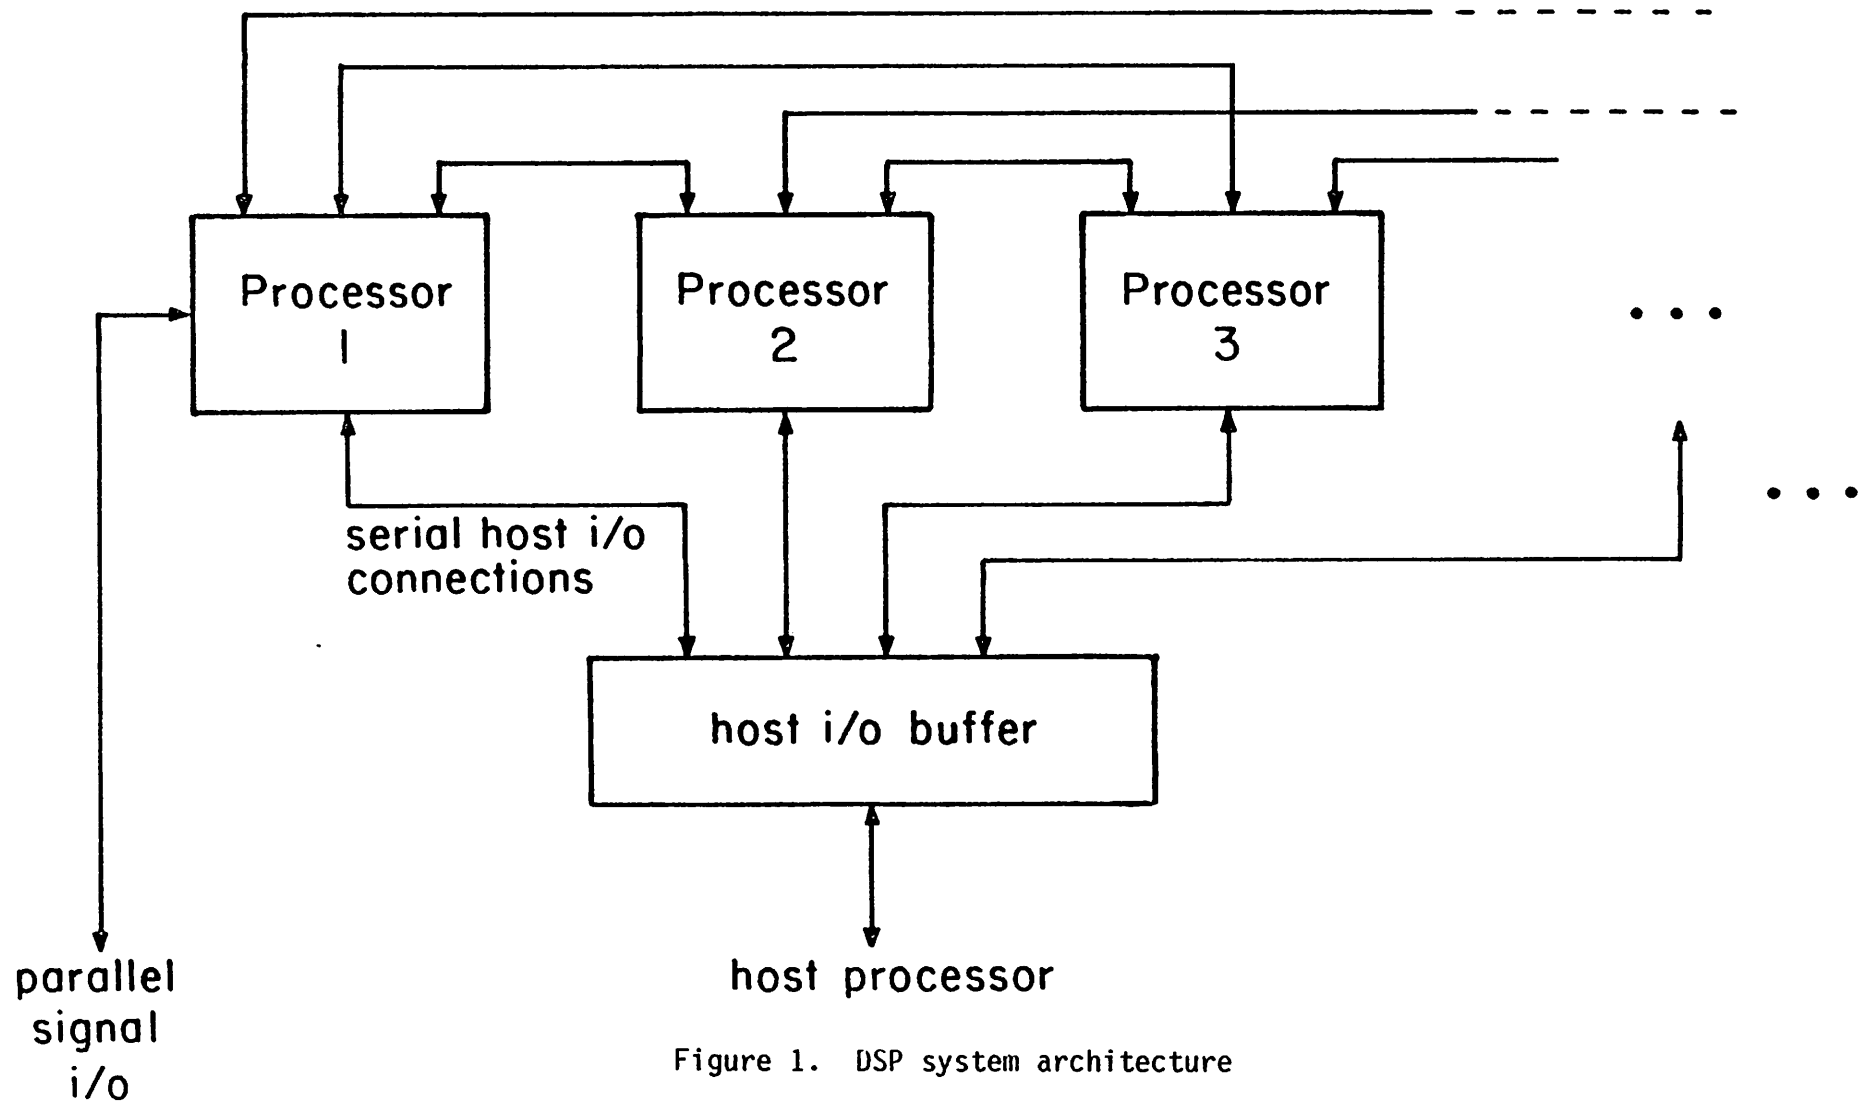 Processor
1
Processor
2
Processor
3
serial host i/o
connections
host i/o buffer
parallel
signal
i/o
host processor
Figure 1. DSP system architecture